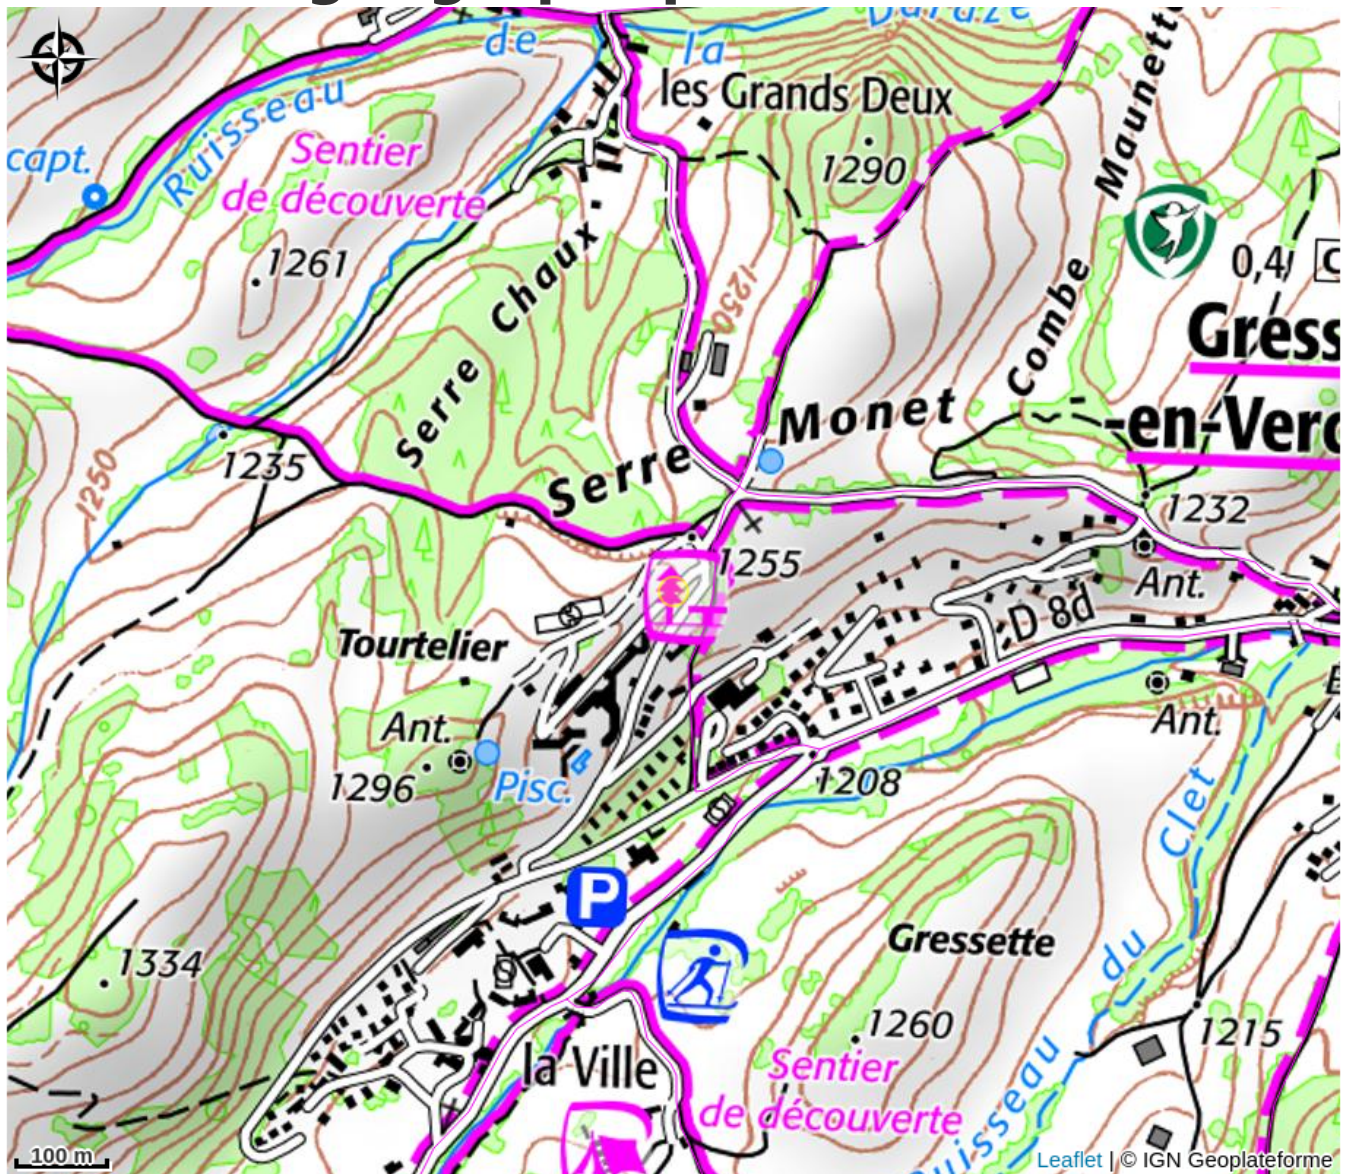 de
la
les Grands Deux
1290
Maunett
Combe
capt.
Ruisseau
Sentier
de découverte
1261
Serre Chaux
1250
0,4
C
Gress
-en-Verc
Serre Monet
1235
1250
1232
1255
Ant.
D 8d
Tourtelier
Ant.
1296
Pisc.
Ant.
1208
du Clet
P
Gressette
1334
1260
1215
la Ville
Sentier
de découverte
Ruisseau
100 m
Leaflet | © IGN Geoplateforme